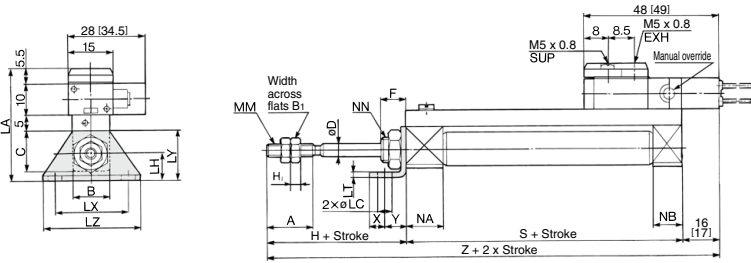 48 [49]
28 [34.5]
8
8.5
M5 x 0.8
EXH
15
M5 x 0.8
SUP
Manual override
5.5
Width
across
flats B1
F
10
LA
MM
NN
øD
5
C
LH
LY
H1
LT
B
2×øLC
LX
A
X
Y
NA
NB
LZ
16
[17]
H + Stroke
S + Stroke
Z + 2 x Stroke